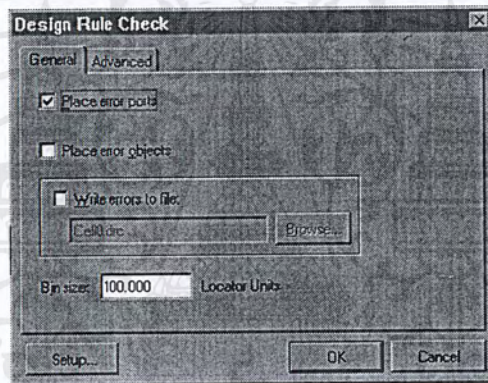 Design Rule Check
General Advanced
Place error ports
Place error objects
Write errors to file:
Cell0.drc Browse...
Bin size: 100.000 Locator Units
Setup... OK Cancel